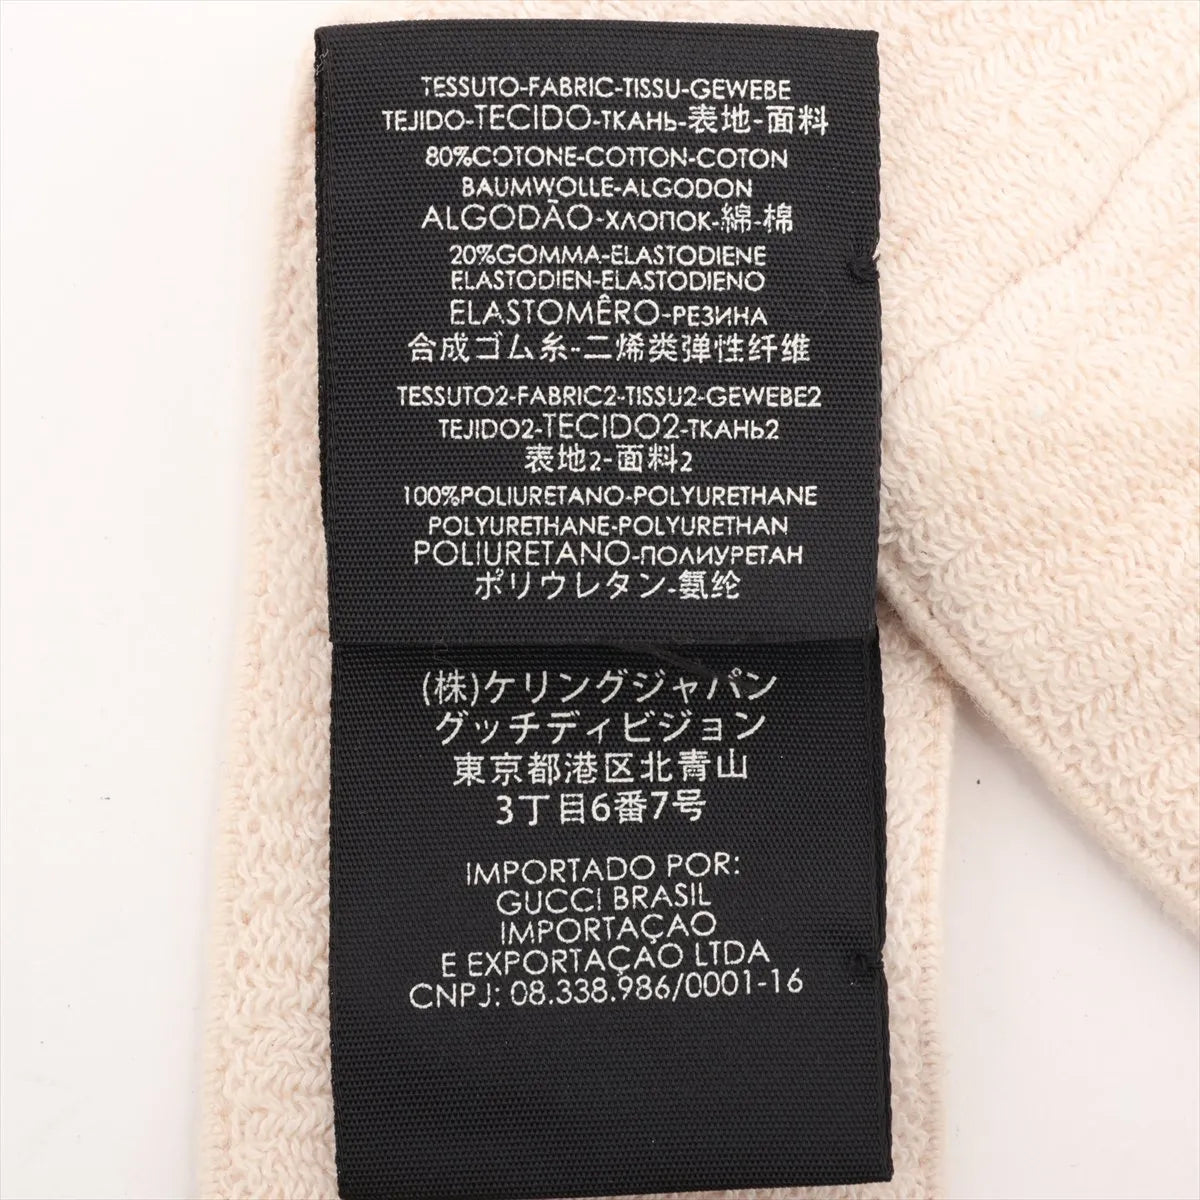 TESSUTO-FABRIC-TISSU-GEWEBE
TEJIDO-TECIDO-ТКАНЬ-表地-面料
80%COTONE-COTTON-COTON
BAUMWOLLE-ALGODON
ALGODÃO-ХЛОПОК-綿-棉
20%GOMMA-ELASTODIENE
ELASTODIEN-ELASTODIENO
ELASTOMÊRO-РЕЗИНА
合成ゴム糸-二烯类弹性纤维
TESSUTO2-FABRIC2-TISSU2-GEWEBE2
TEJIDO2-TECIDO2-ТКАНЬ2
表地2-面料2
100%POLIURETANO-POLYURETHANE
POLYURETHANE-POLYURETHAN
POLIURETANO-ПОЛИУРЕТАН
ポリウレタン-氨纶
(株)ケリングジャパン
グッチディビジョン
東京都港区北青山
3丁目6番7号
IMPORTADO POR:
GUCCI BRASIL
IMPORTAÇAO
E EXPORTAÇAO LTDA
CNPJ: 08.338.986/0001-16